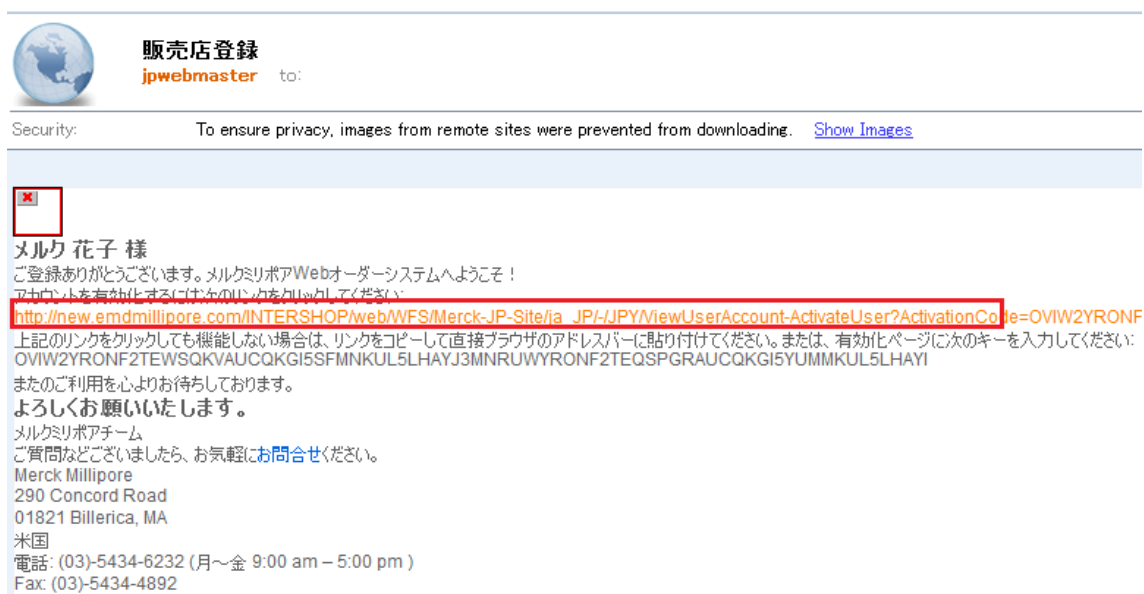 販売店登録
jpwebmaster to:
Security: To ensure privacy, images from remote sites were prevented from downloading. Show Images
メルク 花子 様
ご登録ありがとうございます。メルクミリポアWebオーダーシステムへようこそ！
アカウントを有効化するには次のリンクをクリックしてください:
http://new.emdmillipore.com/INTERSHOP/web/WFS/Merck-JP-Site/ja_JP/-/JPY/ViewUserAccount-ActivateUser?ActivationCode=OVIW2YRONF
上記のリンクをクリックしても機能しない場合は、リンクをコピーして直接ブラウザのアドレスバーに貼り付けてください。または、有効化ページに次のキーを入力してください:
OVIW2YRONF2TEWSQKVAUCQKGI5SFMNKUL5LHAYJ3MNRUWYRONF2TEQSPGRAUCQKGI5YUMMKUL5LHAYI
またのご利用を心よりお待ちしております。
よろしくお願いいたします。
メルクミリポアチーム
ご質問などございましたら、お気軽にお問合せください。
Merck Millipore
290 Concord Road
01821 Billerica, MA
米国
電話: (03)-5434-6232 (月～金 9:00 am – 5:00 pm )
Fax: (03)-5434-4892